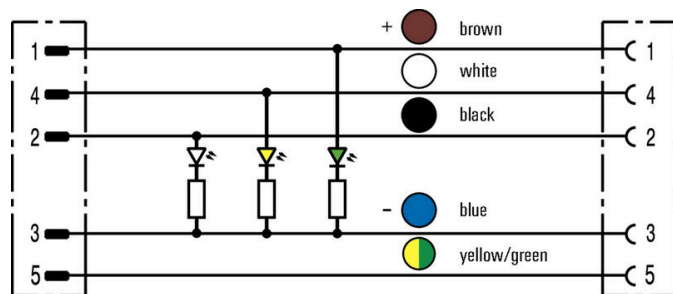 + brown
1 1
white
4 4
black
2 2
- blue
3 3
yellow/green
5 5